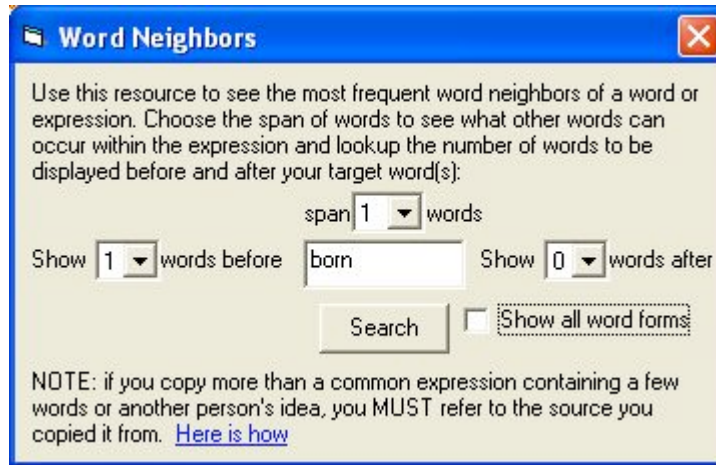 Word Neighbors
Use this resource to see the most frequent word neighbors of a word or
expression. Choose the span of words to see what other words can
occur within the expression and lookup the number of words to be
displayed before and after your target word(s):
span 1 words
Show 1 words before born Show 0 words after
Search Show all word forms
NOTE: if you copy more than a common expression containing a few
words or another person's idea, you MUST refer to the source you
copied it from. Here is how